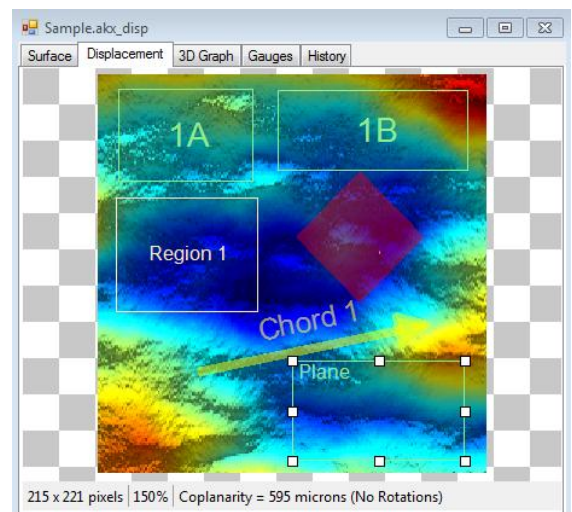 Sample.akx_disp
Surface Displacement 3D Graph Gauges History
1A 1B
Region 1
Chord 1
Plane
215 x 221 pixels 150% Coplanarity = 595 microns (No Rotations)